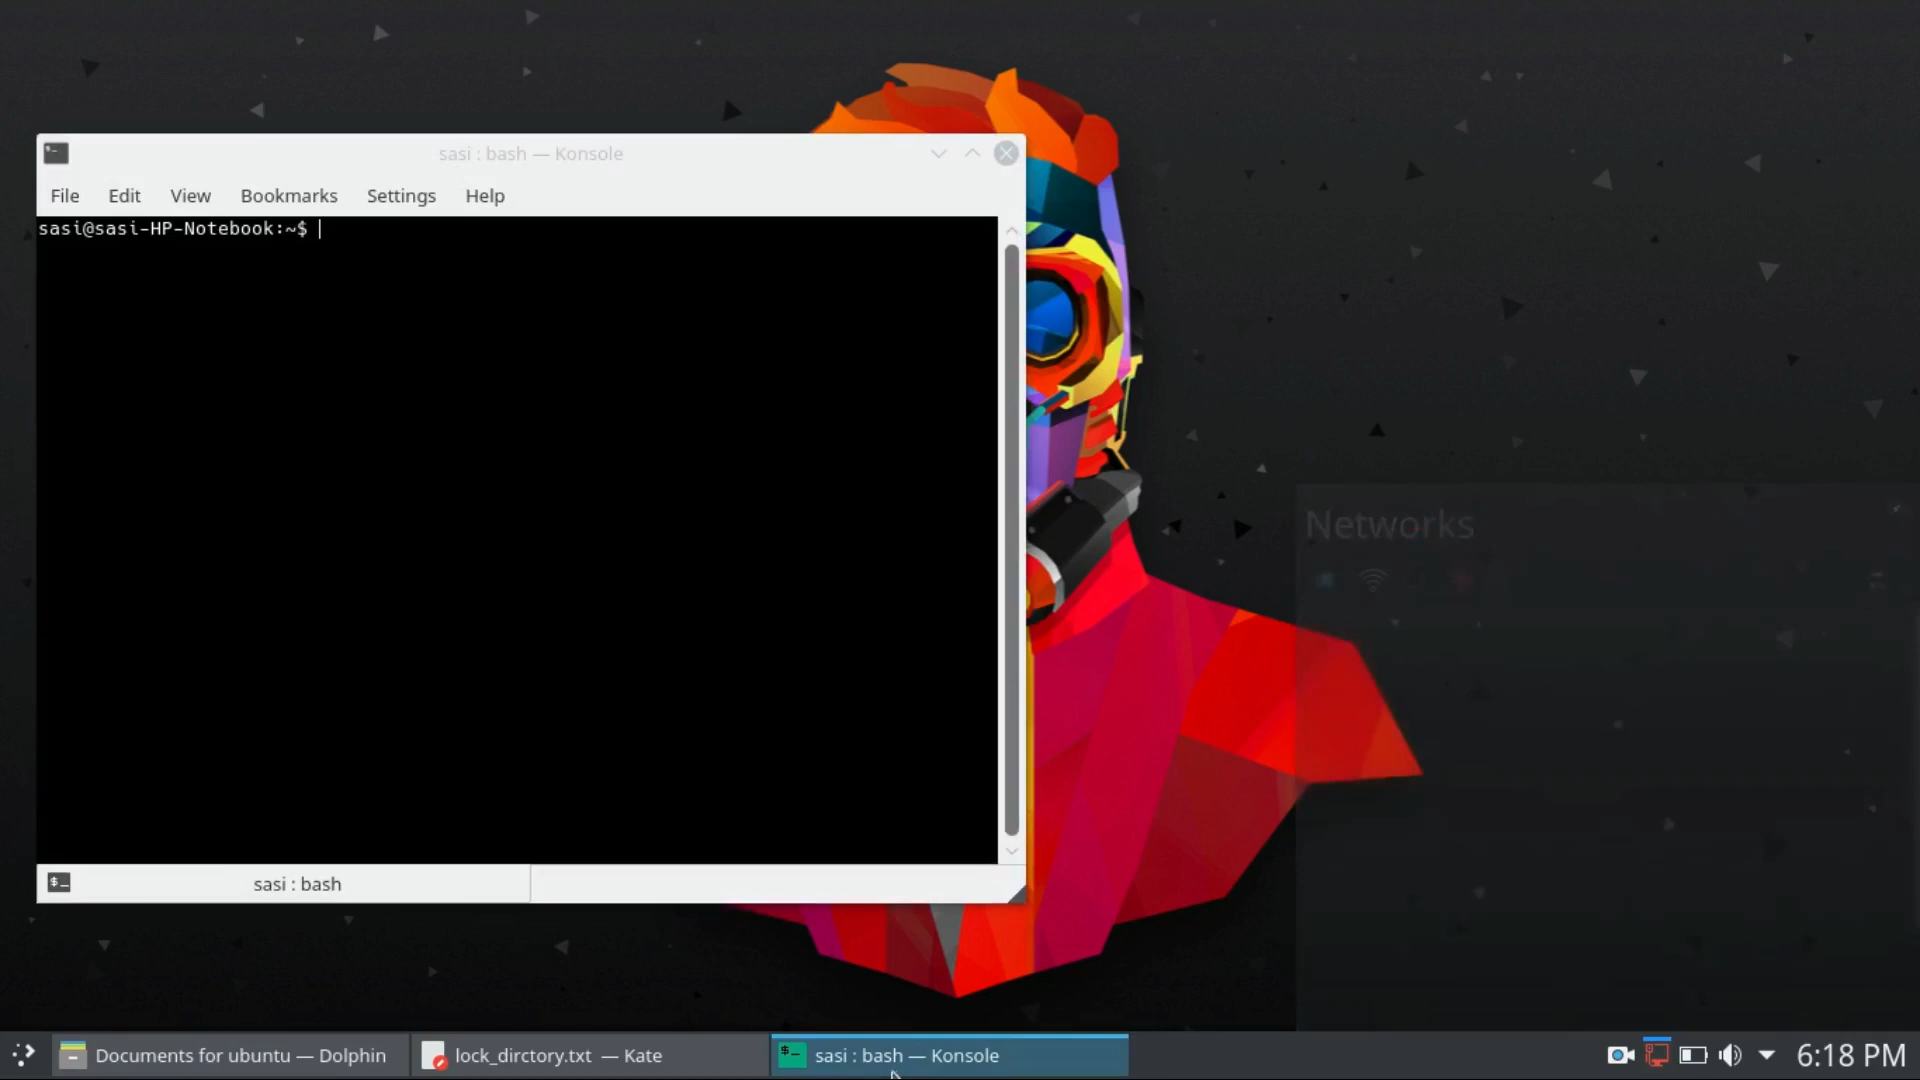 sasi : bash — Konsole
File Edit View Bookmarks Settings Help
sasi@sasi-HP-Notebook:~$
Networks
sasi : bash
Documents for ubuntu — Dolphin
lock_dirctory.txt — Kate
sasi : bash — Konsole
6:18 PM